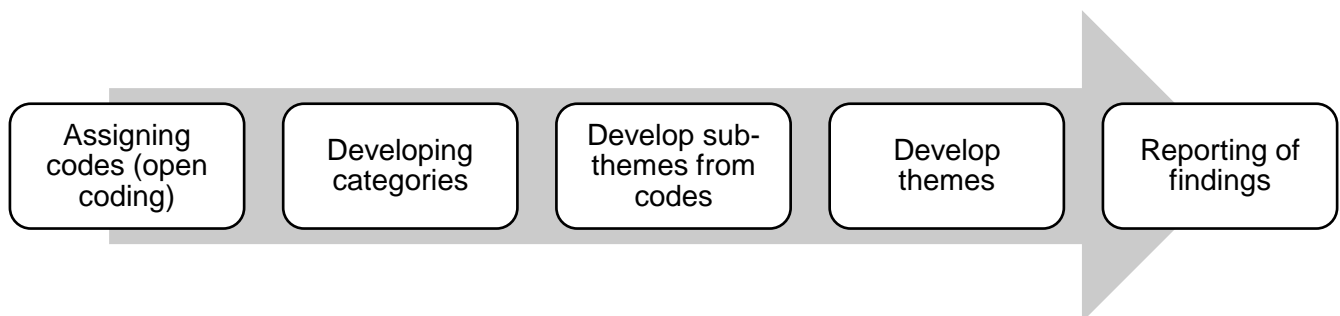 Assigning
codes (open
coding)
Developing
categories
Develop sub-
themes from
codes
Develop
themes
Reporting of
findings